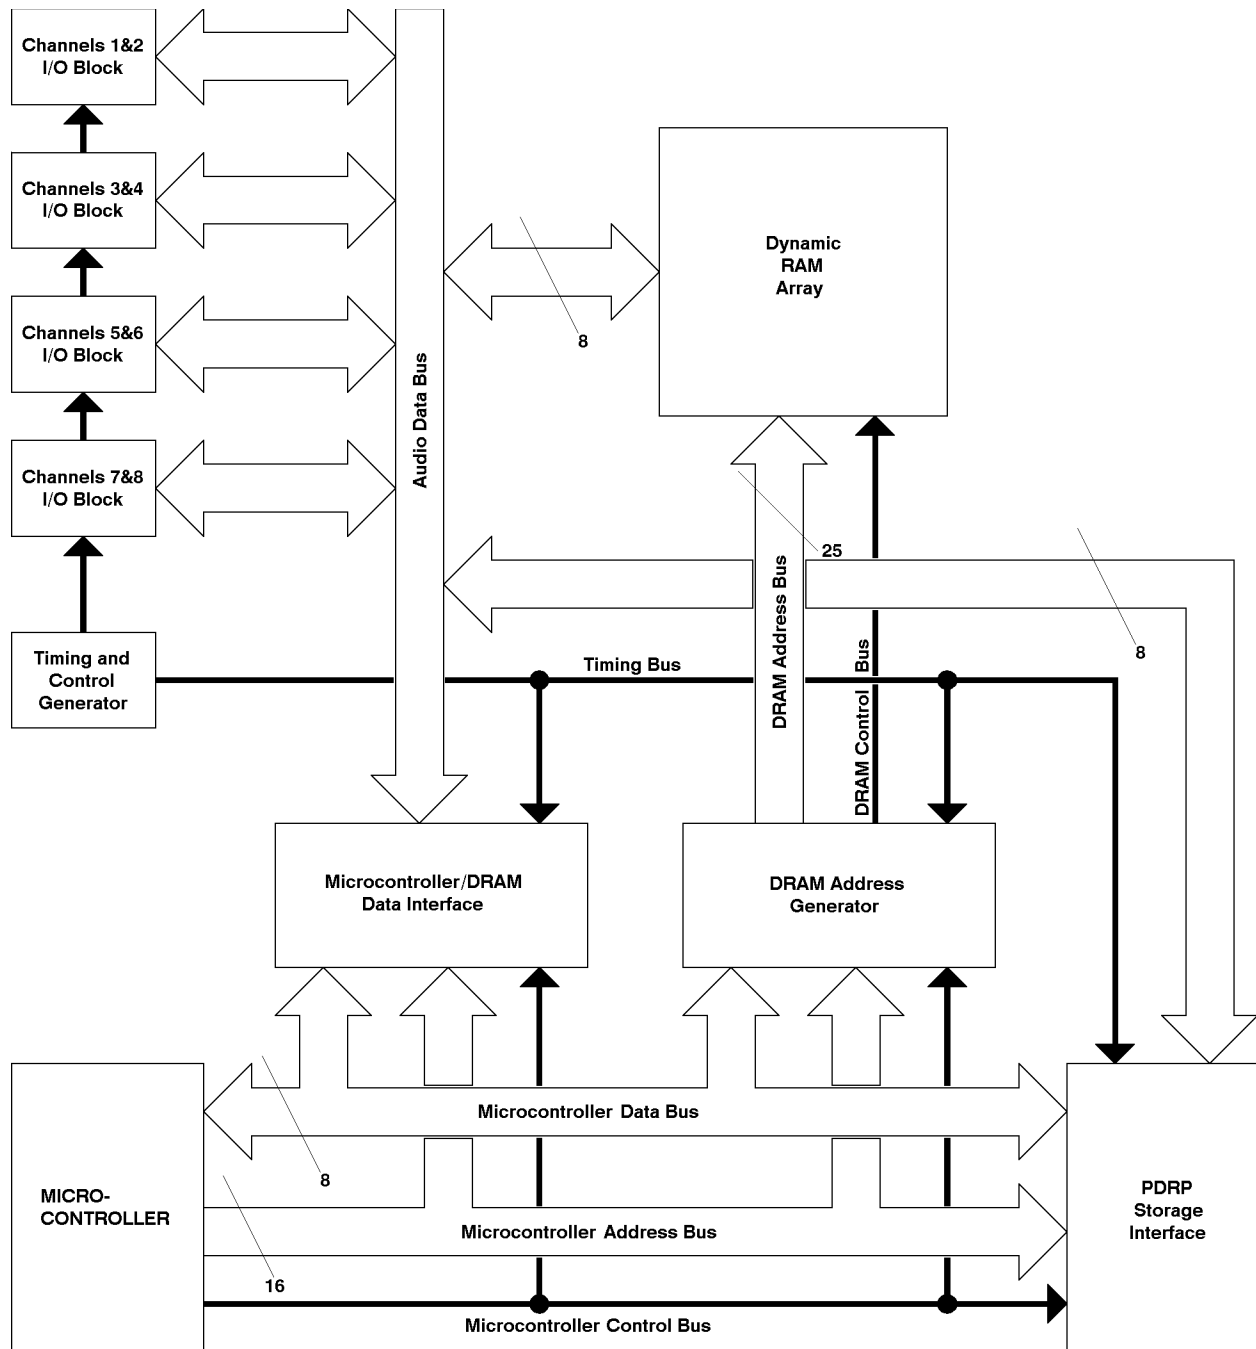 Channels 1&2
I/O Block
Channels 3&4
I/O Block
Dynamic
RAM
Array
8
Channels 5&6
I/O Block
Audio Data Bus
Channels 7&8
I/O Block
25
8
DRAM Address Bus
DRAM Control Bus
Timing and
Control
Generator
Timing Bus
Microcontroller/DRAM
Data Interface
DRAM Address
Generator
Microcontroller Data Bus
8
MICRO-
CONTROLLER
PDRP
Storage
Interface
Microcontroller Address Bus
16
Microcontroller Control Bus